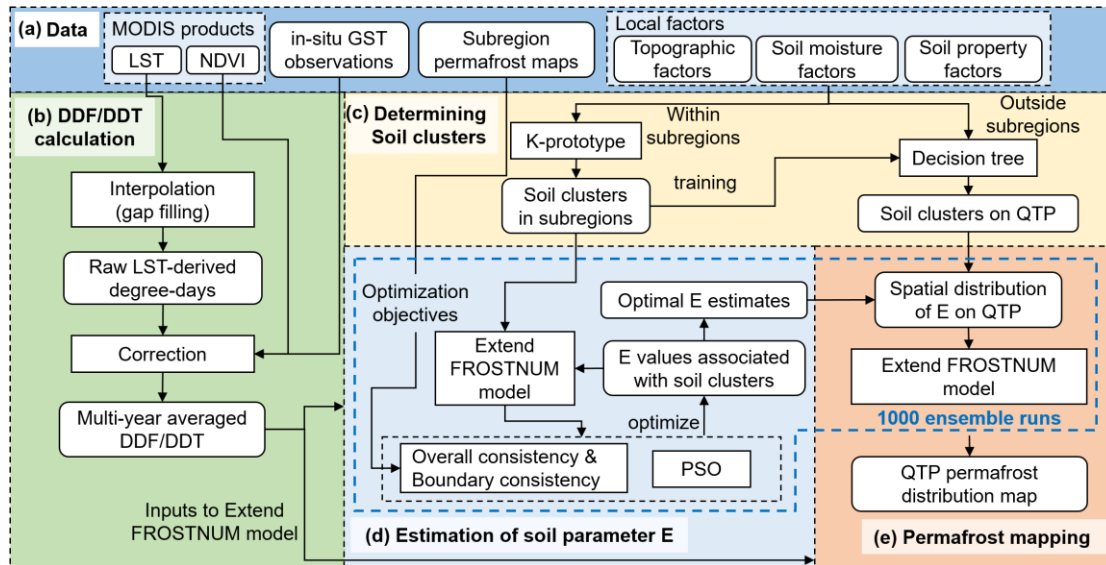 (a) Data
MODIS products
LST
NDVI
in-situ GST
observations
Subregion
permafrost maps
Local factors
Topographic
factors
Soil moisture
factors
Soil property
factors
(b) DDF/DDT
calculation
Interpolation
(gap filling)
Raw LST-derived
degree-days
Correction
Multi-year averaged
DDF/DDT
Inputs to Extend
FROSTNUM model
(c) Determining
Soil clusters
K-prototype
Within
subregions
Outside
subregions
Decision tree
training
Soil clusters
in subregions
Soil clusters on QTP
Optimization
objectives
Optimal E estimates
Extend
FROSTNUM
model
E values associated
with soil clusters
optimize
Overall consistency &
Boundary consistency
PSO
(d) Estimation of soil parameter E
Spatial distribution
of E on QTP
Extend FROSTNUM
model
1000 ensemble runs
QTP permafrost
distribution map
(e) Permafrost mapping